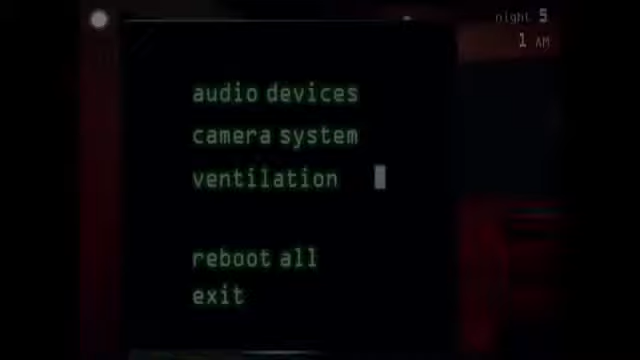 night 5
1 AM
audio devices
camera system
ventilation
reboot all
exit